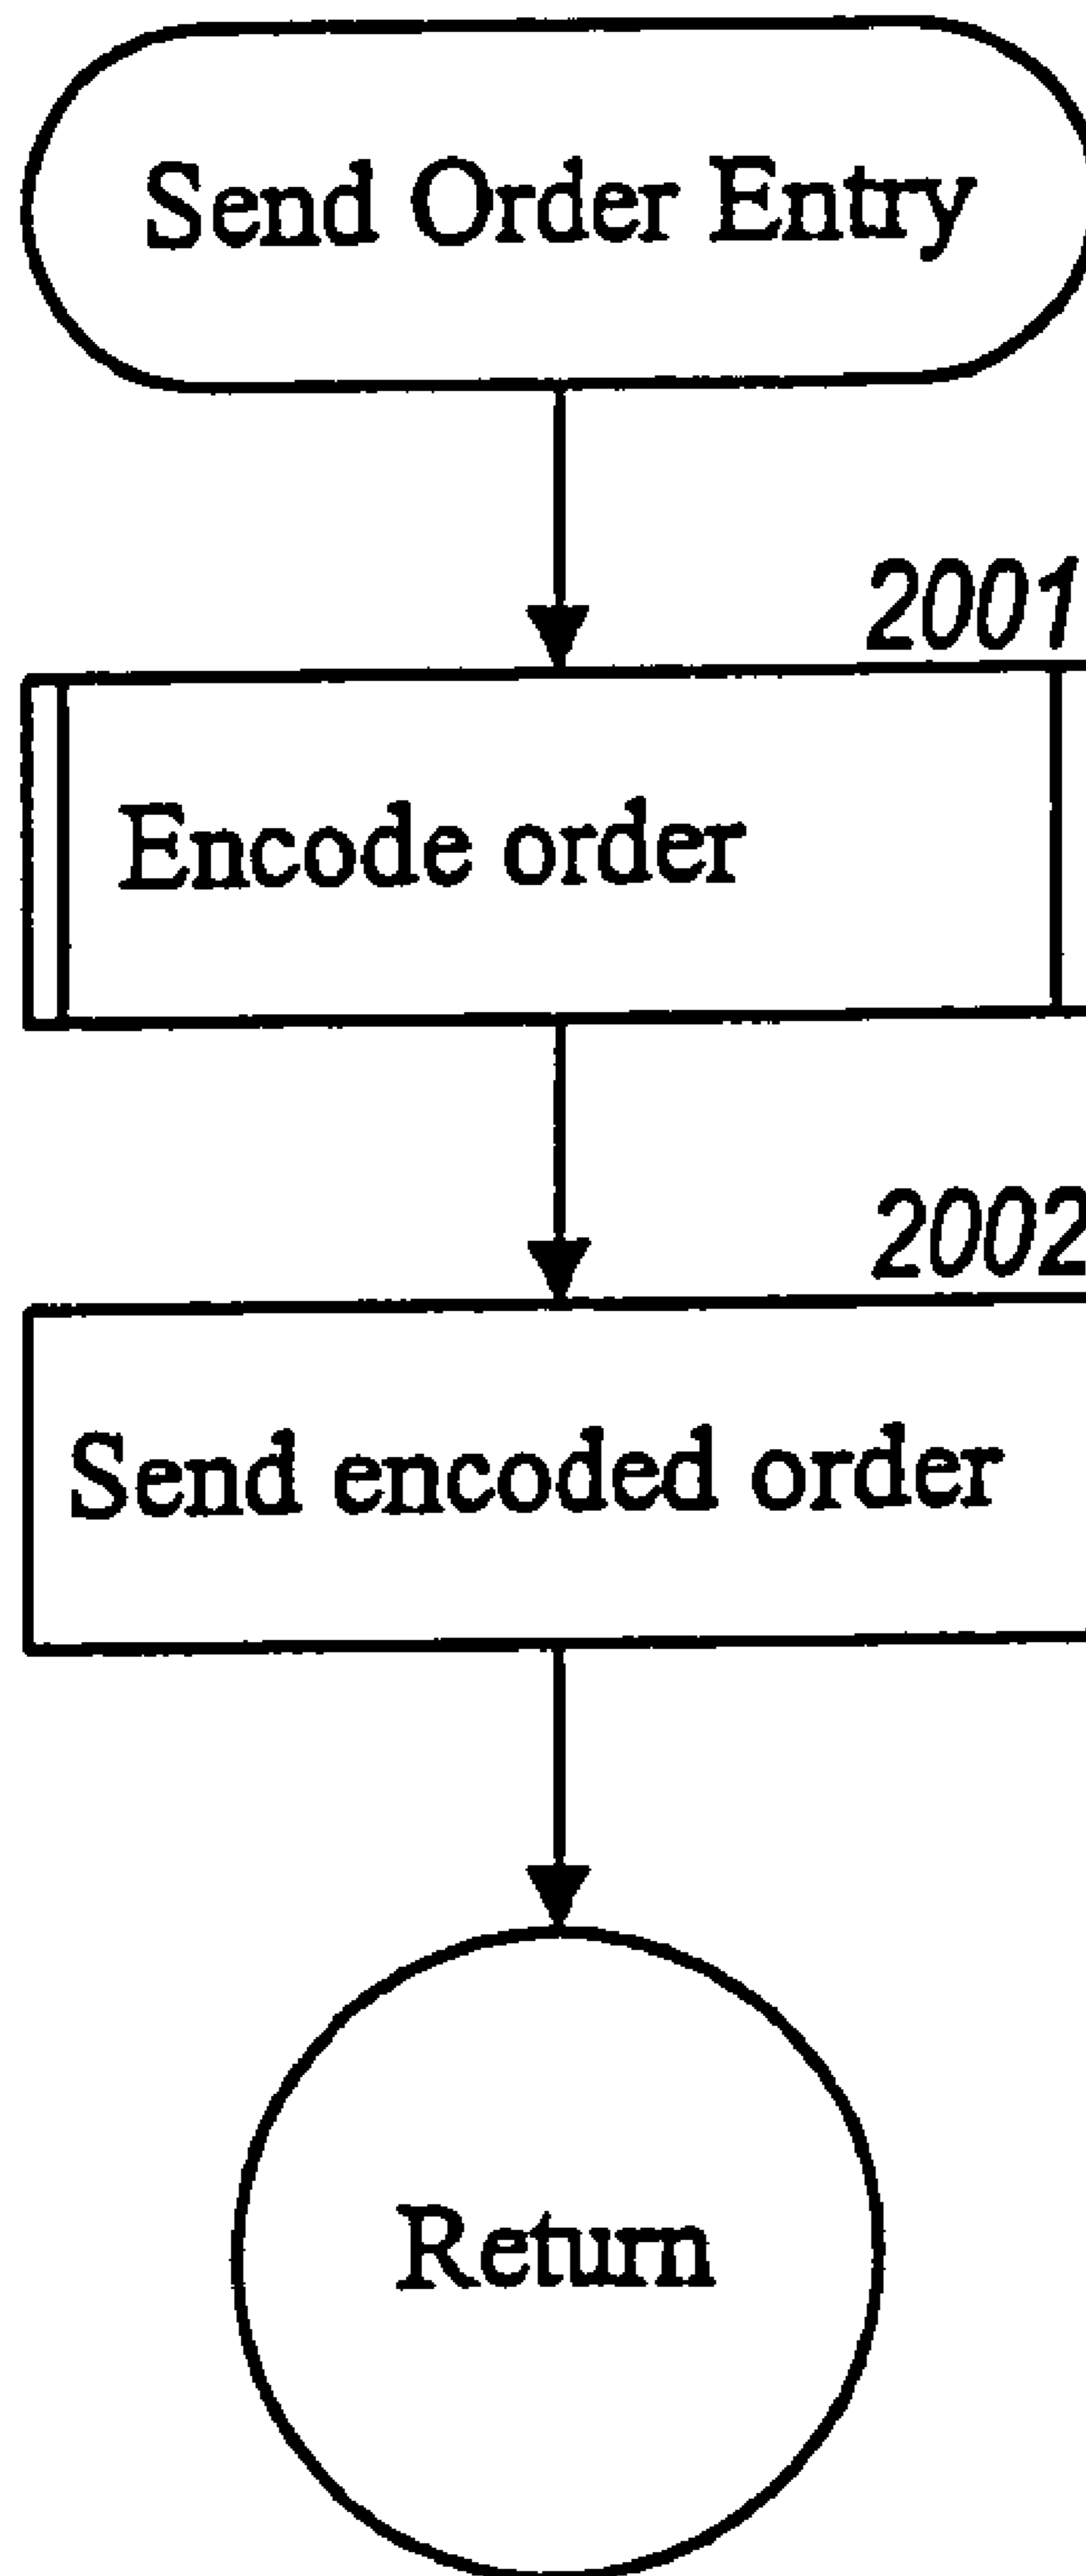 Send Order Entry
2001
Encode order
2002
Send encoded order
Return